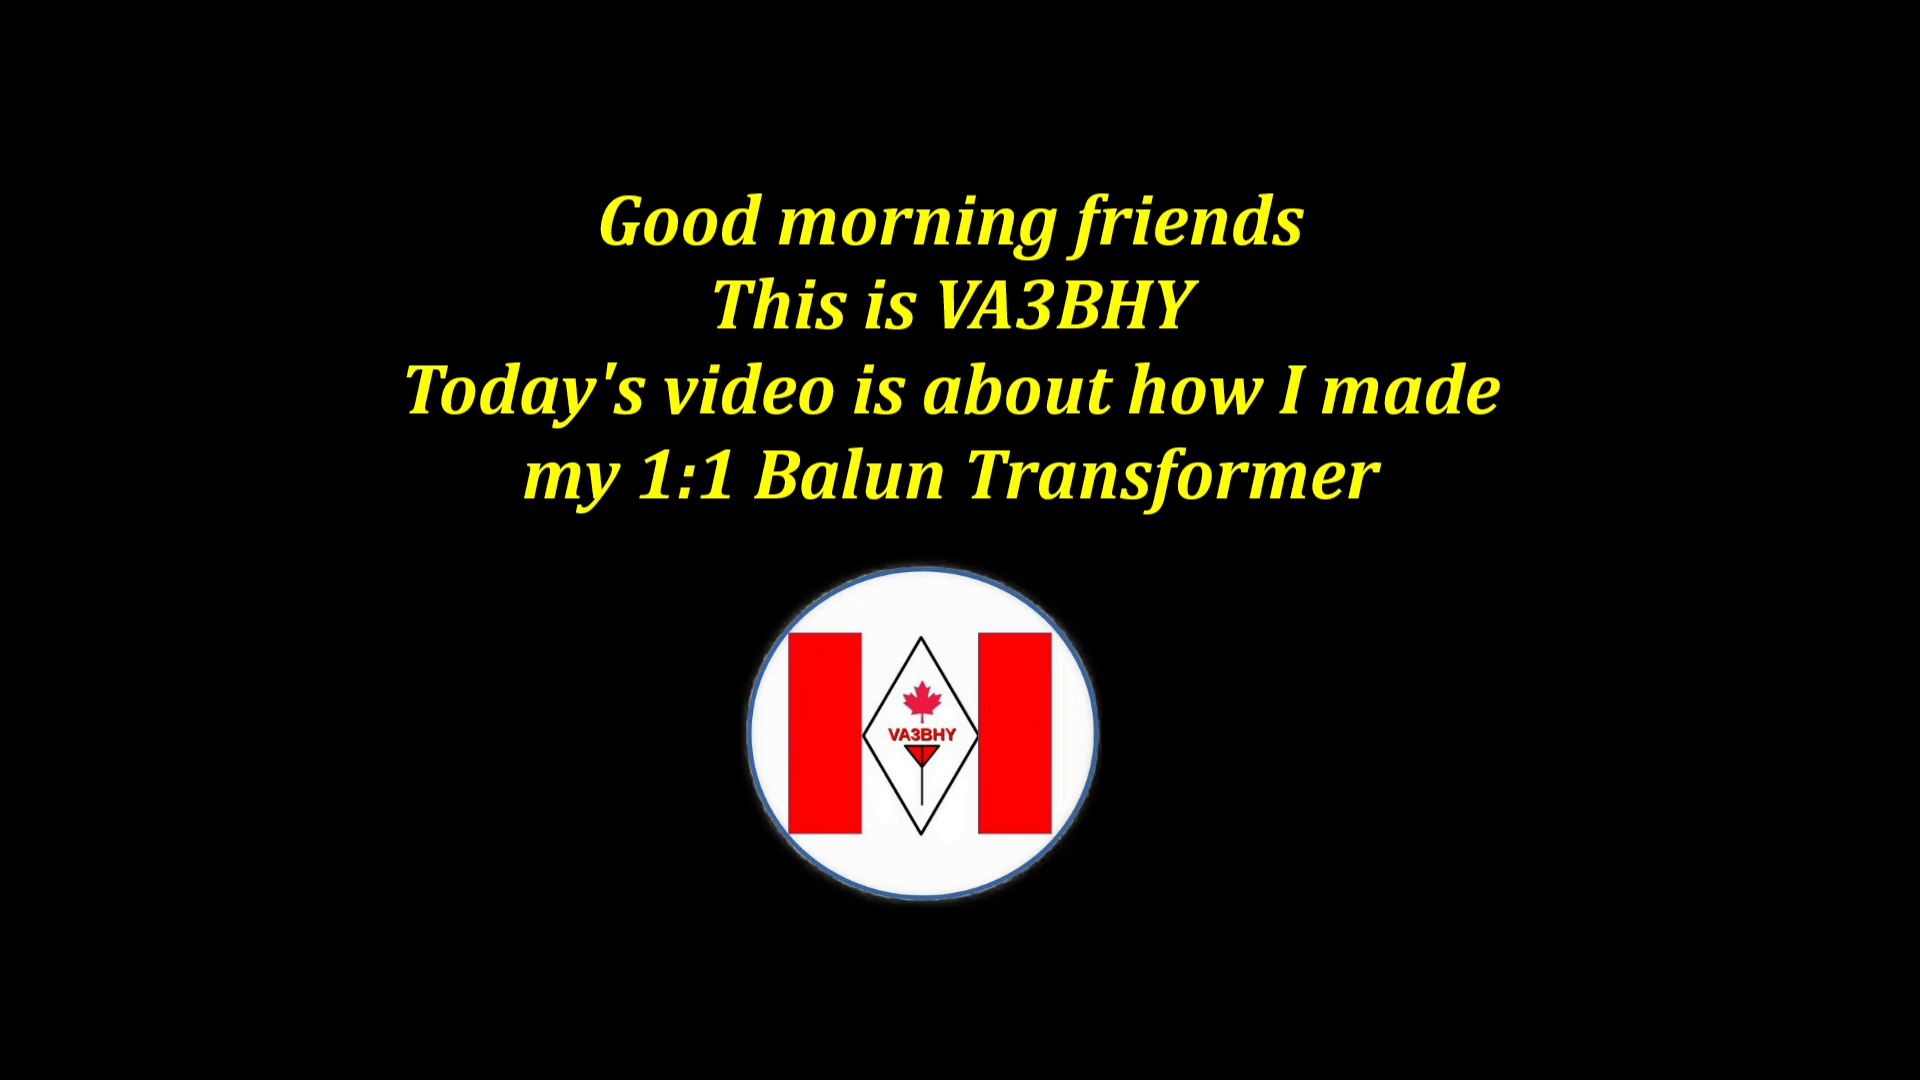 Good morning friends
This is VA3BHY
Today's video is about how I made
my 1:1 Balun Transformer
VA3BHY